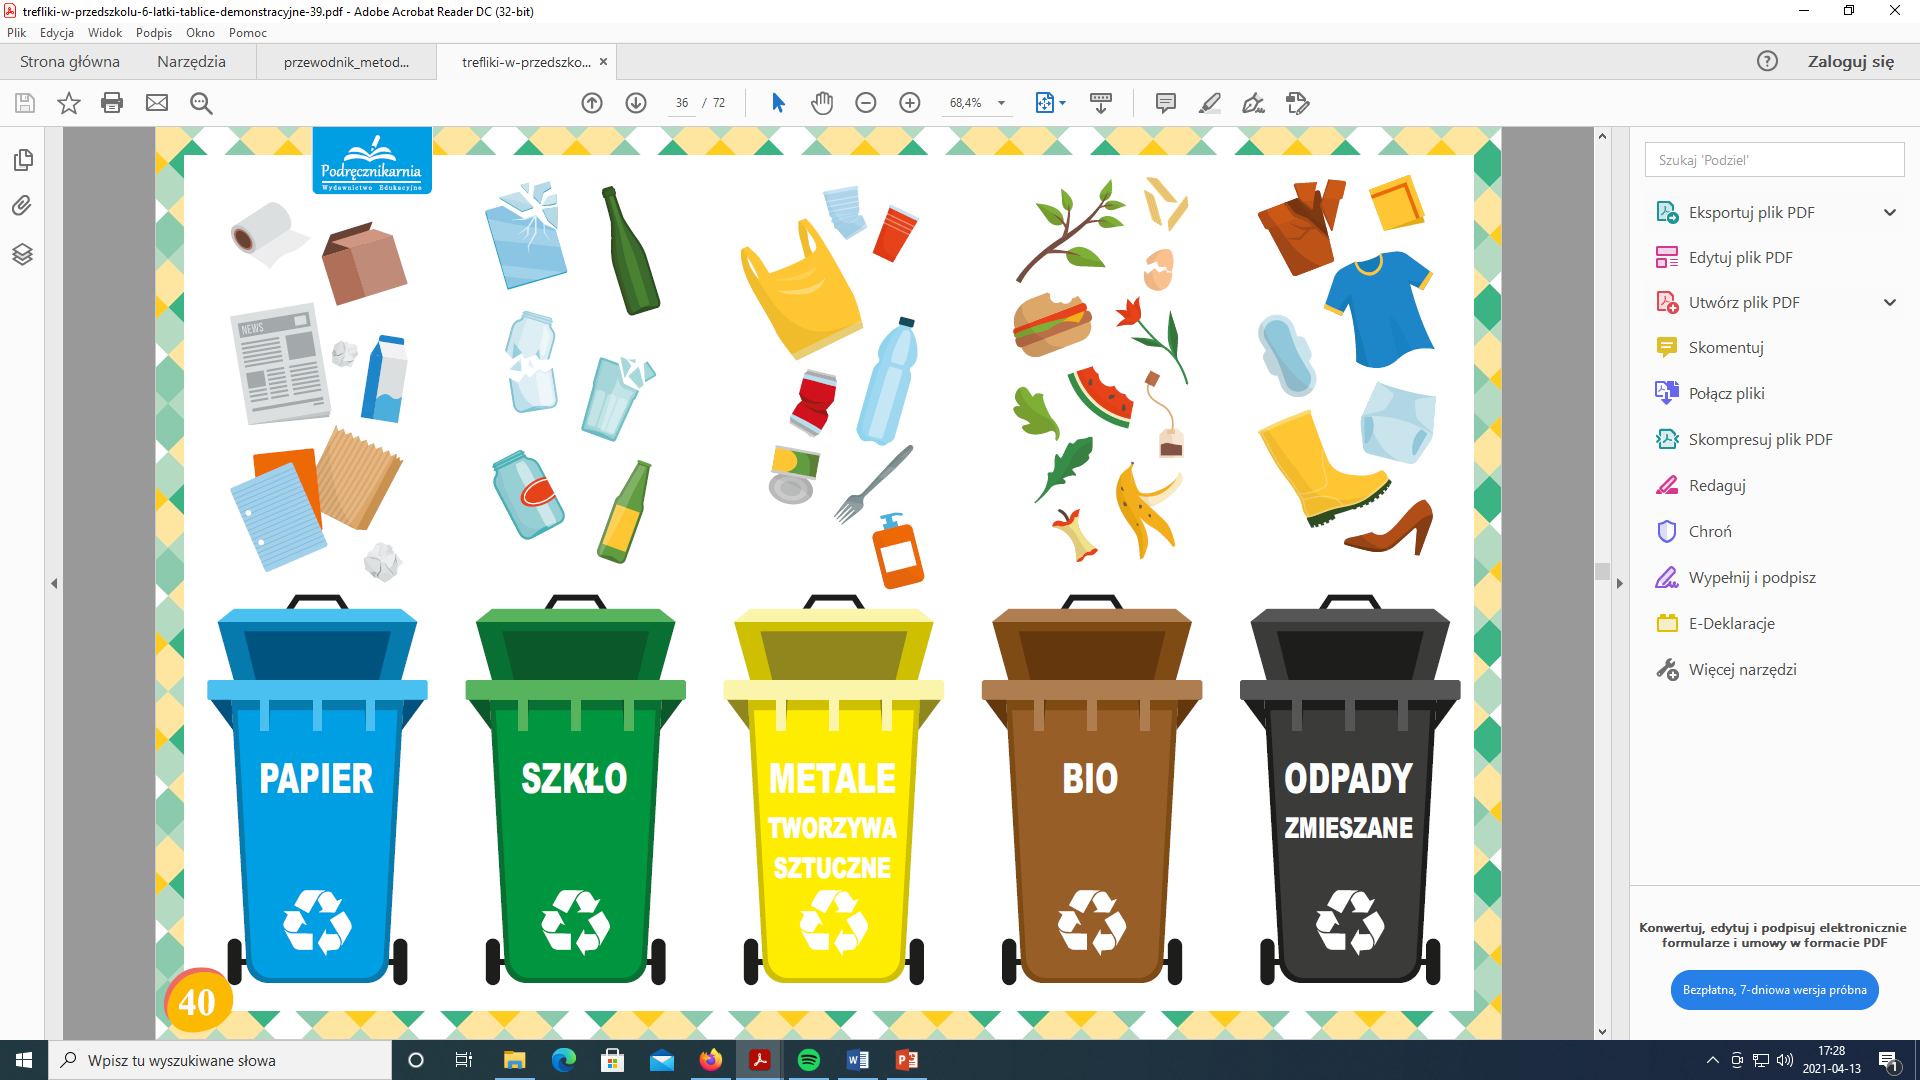 trefliki-w-przedszkolu-6-latki-tablice-demonstracyjne-39.pdf - Adobe Acrobat Reader DC (32-bit)
Plik Edycja Widok Podpis Okno Pomoc
Strona główna Narzędzia przewodnik_metod... trefliki-w-przedszko... Zaloguj się
36 / 72 68,4%
Podręcznikarnia
Wydawnictwo Edukacyjne
NEWS
PAPIER
SZKŁO
METALE
TWORZYWA
SZTUCZNE
BIO
ODPADY
ZMIESZANE
40
Szukaj 'Podziel'
Eksportuj plik PDF
Edytuj plik PDF
Utwórz plik PDF
Skomentuj
Połącz pliki
Skompresuj plik PDF
Redaguj
Chroń
Wypełnij i podpisz
E-Deklaracje
Więcej narzędzi
Konwertuj, edytuj i podpisuj elektronicznie
formularze i umowy w formacie PDF
Bezpłatna, 7-dniowa wersja próbna
Wpisz tu wyszukiwane słowa
17:28
2021-04-13
1